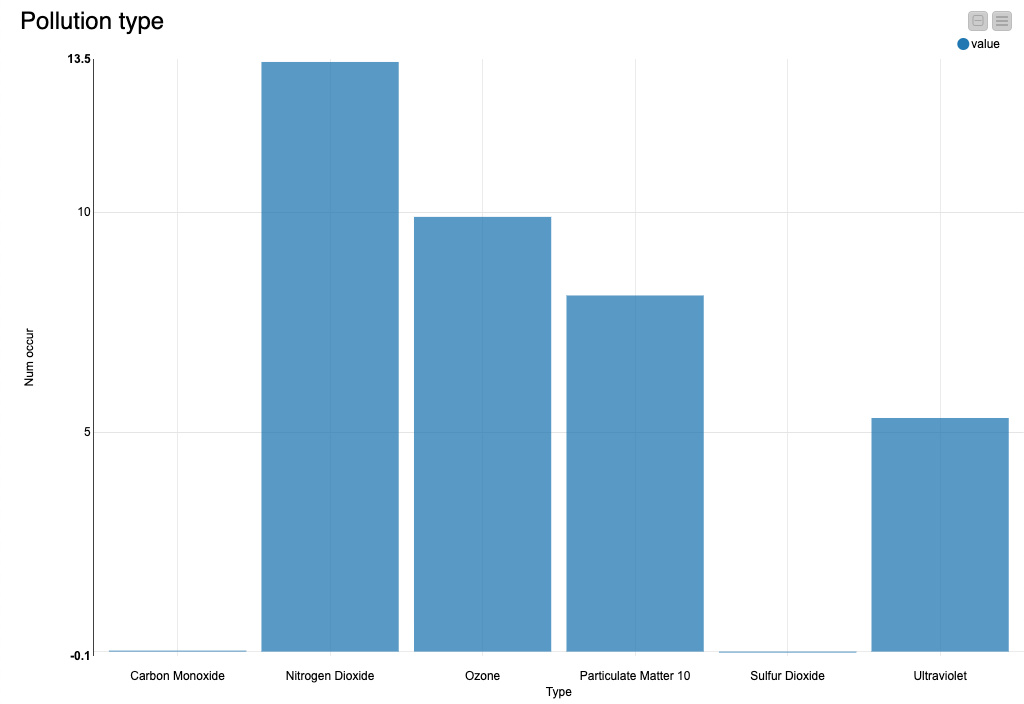 Pollution type
value
13.5
10
5
-0.1
Num occur
Carbon Monoxide Nitrogen Dioxide Ozone Particulate Matter 10 Sulfur Dioxide Ultraviolet
Type